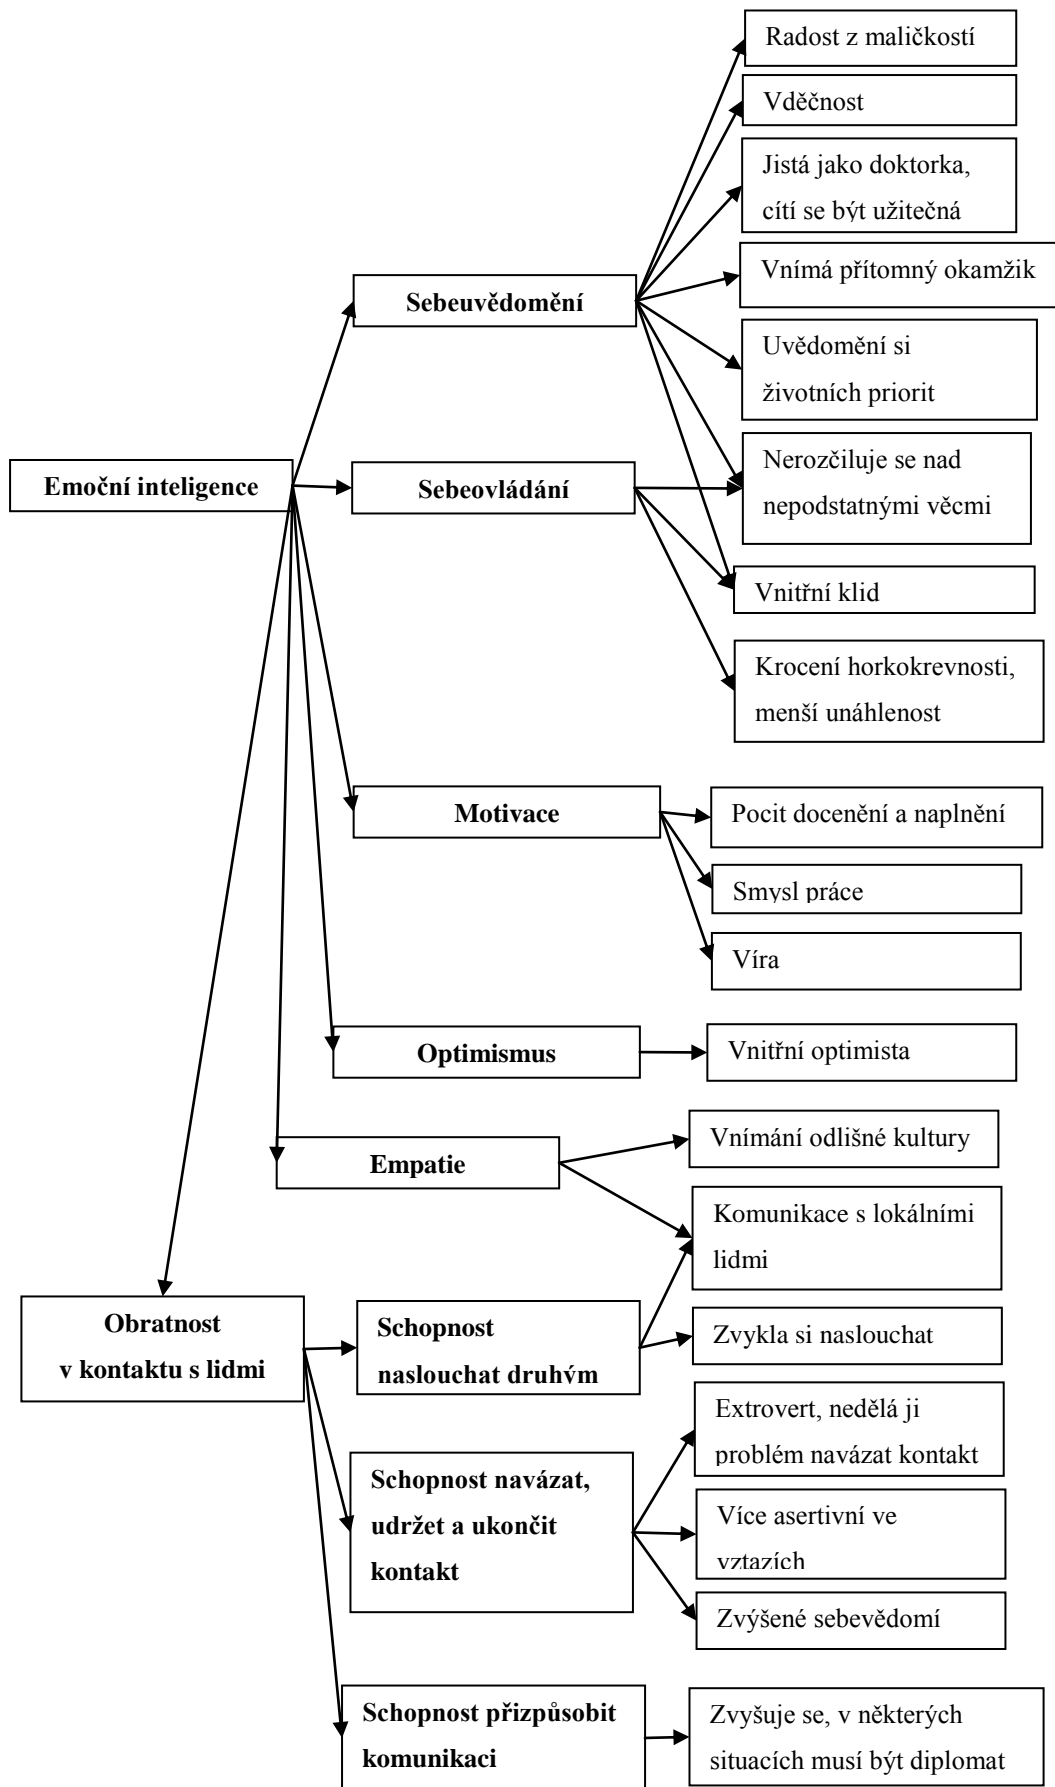 Radost z maličkostí
Vděčnost
Jistá jako doktorka,
cítí se být užitečná
Vnímá přítomný okamžik
Sebeuvědomění
Uvědomění si
životních priorit
Emoční inteligence
Sebeovládání
Nerozčiluje se nad
nepodstatnými věcmi
Vnitřní klid
Krocení horkokrevnosti,
menší unáhlenost
Motivace
Pocit docenění a naplnění
Smysl práce
Víra
Optimismus
Vnitřní optimista
Empatie
Vnímání odlišné kultury
Komunikace s lokálními
lidmi
Obratnost
v kontaktu s lidmi
Schopnost
naslouchat druhým
Zvykla si naslouchat
Extrovert, nedělá ji
problém navázat kontakt
Schopnost navázat,
udržet a ukončit
kontakt
Více asertivní ve
vztazích
Zvýšené sebevědomí
Schopnost přizpůsobit
komunikaci
Zvyšuje se, v některých
situacích musí být diplomat